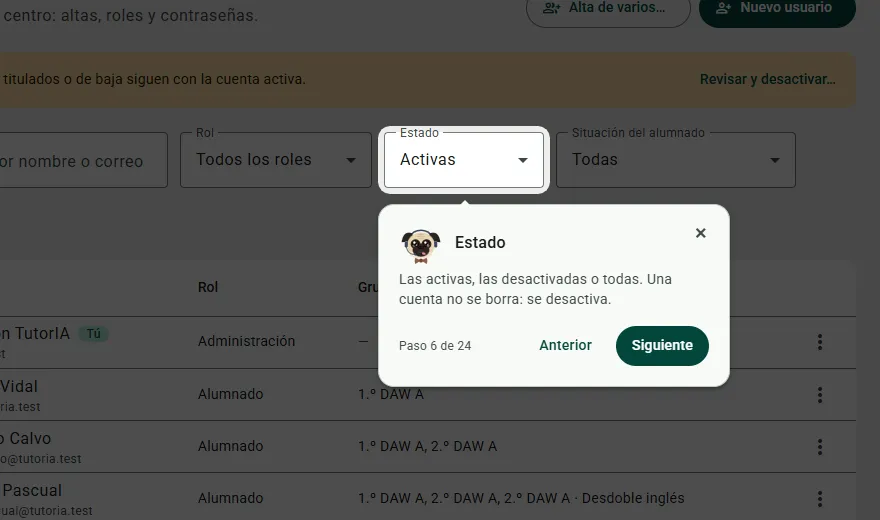 centro: altas, roles y contraseñas.
Alta de varios…
Nuevo usuario
titulados o de baja siguen con la cuenta activa.
Revisar y desactivar…
or nombre o correo
Rol
Todos los roles
Estado
Activas
Situación del alumnado
Todas
Estado
Las activas, las desactivadas o todas. Una
cuenta no se borra: se desactiva.
Paso 6 de 24
Anterior
Siguiente
Rol
Gru
n TutorIA
Tú
st
Administración
—
Vidal
ria.test
Alumnado
1.º DAW A
o Calvo
o@tutoria.test
Alumnado
1.º DAW A, 2.º DAW A
Pascual
ual@tutoria.test
Alumnado
1.º DAW A, 2.º DAW A, 2.º DAW A · Desdoble inglés